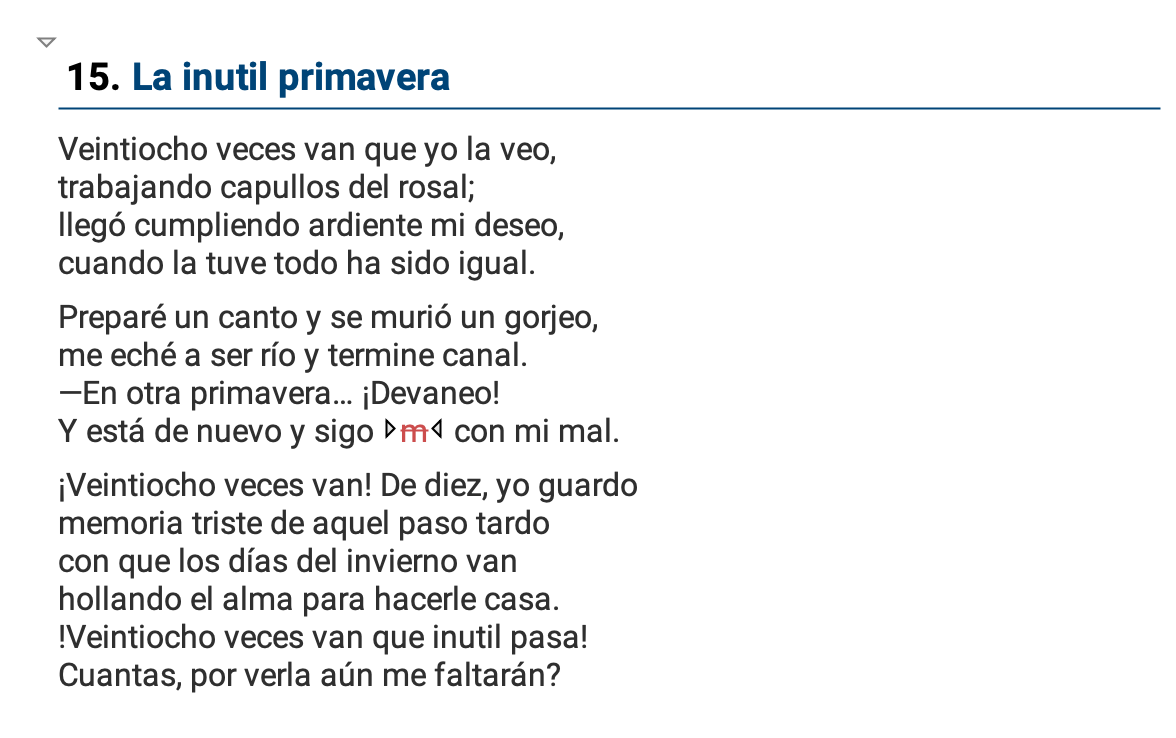 15. La inutil primavera
Veintiocho veces van que yo la veo,
trabajando capullos del rosal;
llegó cumpliendo ardiente mi deseo,
cuando la tuve todo ha sido igual.
Preparé un canto y se murió un gorjeo,
me eché a ser río y termine canal.
—En otra primavera... ¡Devaneo!
Y está de nuevo y sigo m con mi mal.
¡Veintiocho veces van! De diez, yo guardo
memoria triste de aquel paso tardo
con que los días del invierno van
hollando el alma para hacerle casa.
!Veintiocho veces van que inutil pasa!
Cuantas, por verla aún me faltarán?